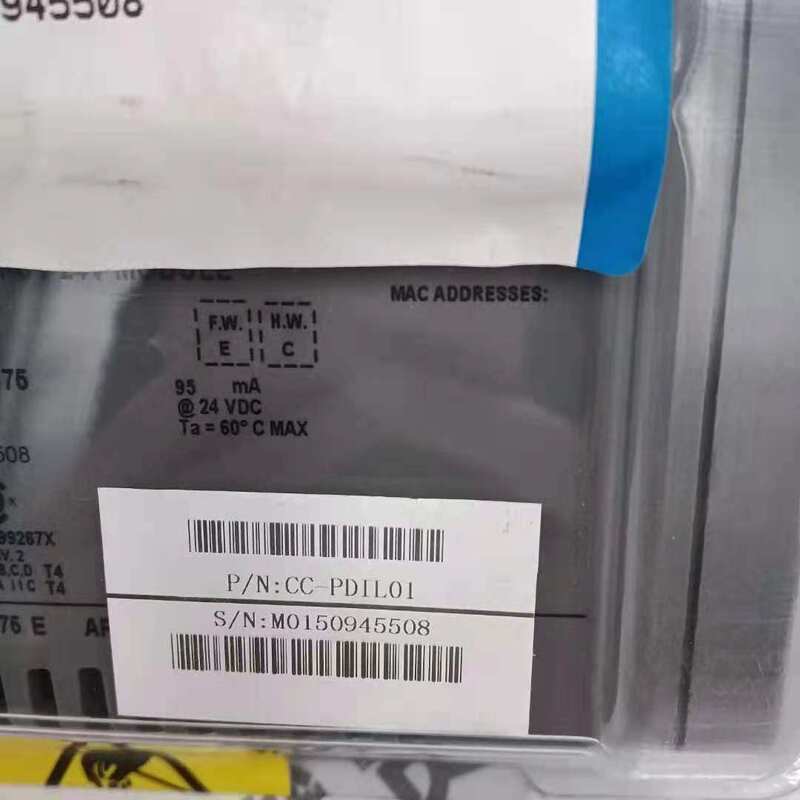 945508
MAC ADDRESSES:
F.W. H.W.
E C
95 mA
@ 24 VDC
Ta = 60° C MAX
75
508
99267X
V. 2
B,C,D T4
A IIC T4
75 E
P/N:CC-PDIL01
S/N:M0150945508